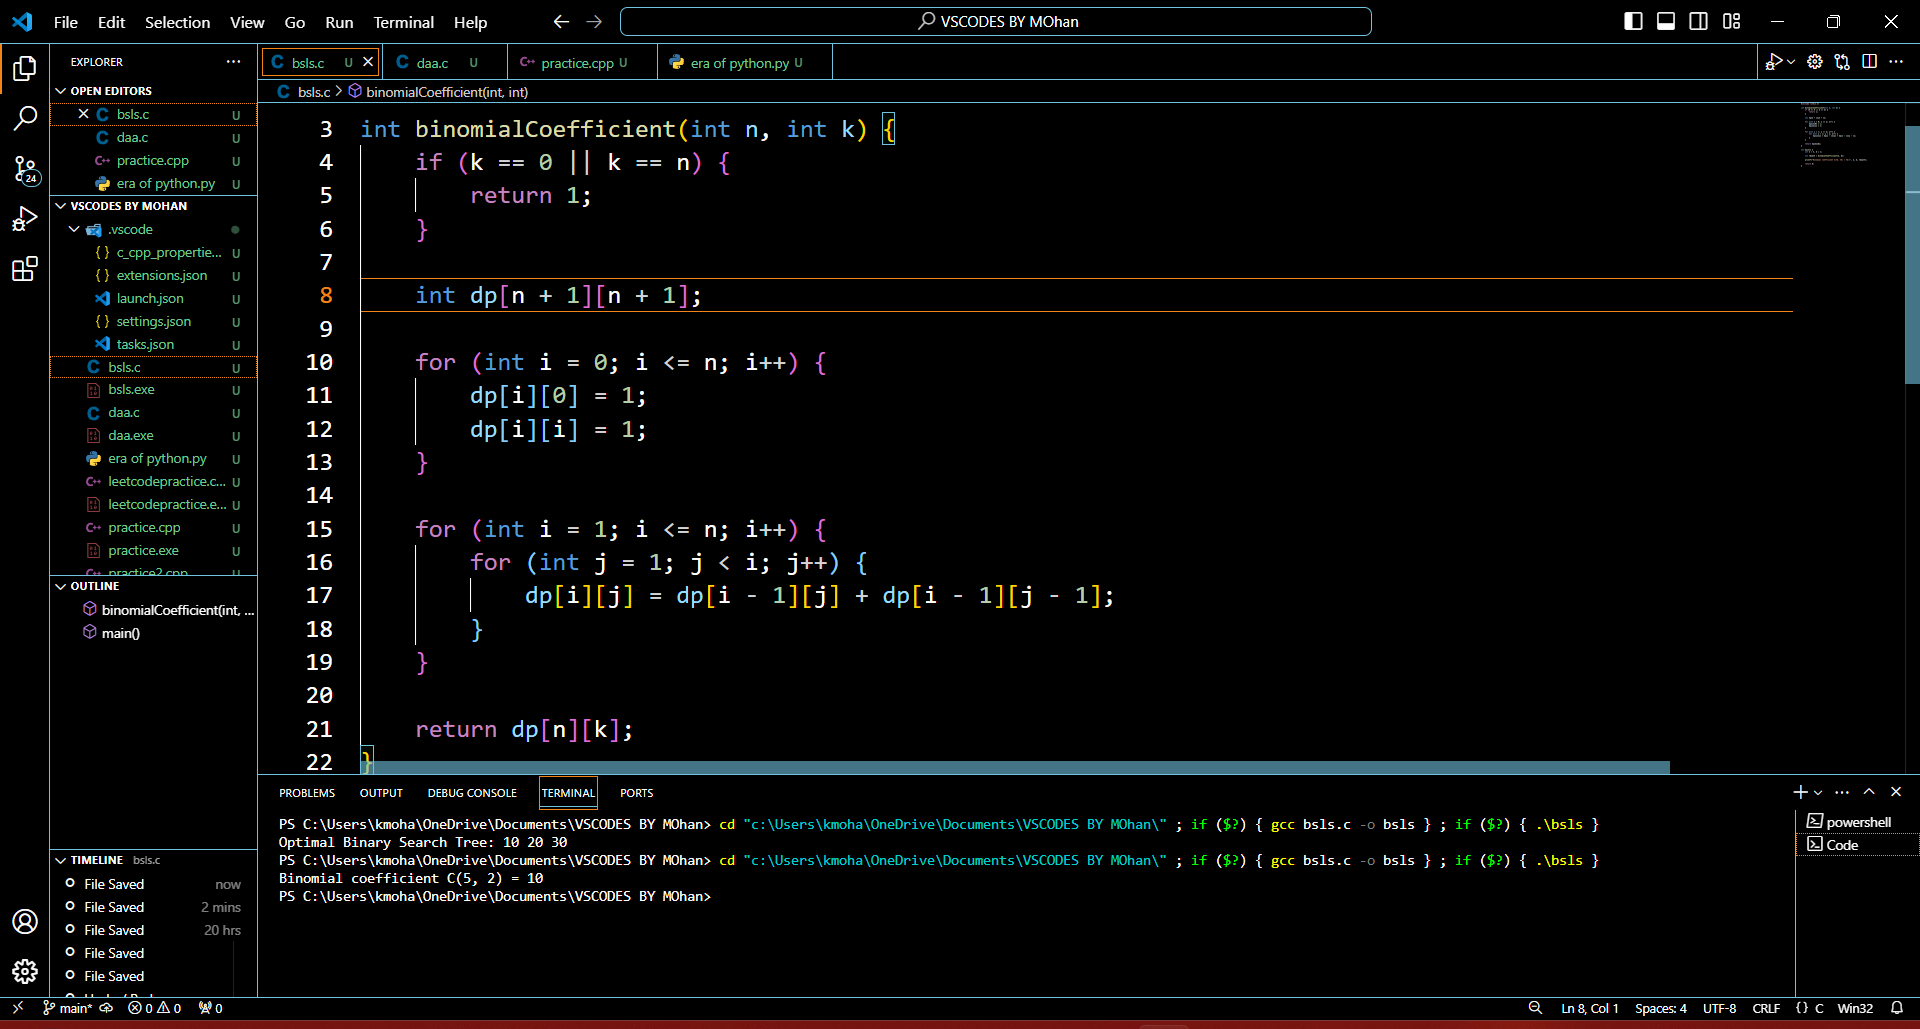 File Edit Selection View Go Run Terminal Help
VSCODES BY MOhan
EXPLORER
OPEN EDITORS
bsls.c U
daa.c U
practice.cpp U
era of python.py U
VSCODES BY MOHAN
.vscode
c_cpp_propertie... U
extensions.json U
launch.json U
settings.json U
tasks.json U
bsls.c U
bsls.exe U
daa.c U
daa.exe U
era of python.py U
leetcodepractice.c... U
leetcodepractice.e... U
practice.cpp U
practice.exe U
practice2.cpp U
OUTLINE
binomialCoefficient(int, ...
main()
TIMELINE bsls.c
File Saved now
File Saved 2 mins
File Saved 20 hrs
File Saved
File Saved
24
bsls.c U
daa.c U
practice.cpp U
era of python.py U
bsls.c > binomialCoefficient(int, int)
3 int binomialCoefficient(int n, int k) {
4 if (k == 0 || k == n) {
5 return 1;
6 }
7
8 int dp[n + 1][n + 1];
9
10 for (int i = 0; i <= n; i++) {
11 dp[i][0] = 1;
12 dp[i][i] = 1;
13 }
14
15 for (int i = 1; i <= n; i++) {
16 for (int j = 1; j < i; j++) {
17 dp[i][j] = dp[i - 1][j] + dp[i - 1][j - 1];
18 }
19 }
20
21 return dp[n][k];
22 }
PROBLEMS OUTPUT DEBUG CONSOLE TERMINAL PORTS
PS C:\Users\kmoha\OneDrive\Documents\VSCODES BY MOhan> cd "c:\Users\kmoha\OneDrive\Documents\VSCODES BY MOhan\" ; if ($?) { gcc bsls.c -o bsls } ; if ($?) { .\bsls }
Optimal Binary Search Tree: 10 20 30
PS C:\Users\kmoha\OneDrive\Documents\VSCODES BY MOhan> cd "c:\Users\kmoha\OneDrive\Documents\VSCODES BY MOhan\" ; if ($?) { gcc bsls.c -o bsls } ; if ($?) { .\bsls }
Binomial coefficient C(5, 2) = 10
PS C:\Users\kmoha\OneDrive\Documents\VSCODES BY MOhan>
powershell
Code
main* 0 0 0
Ln 8, Col 1 Spaces: 4 UTF-8 CRLF {} C Win32